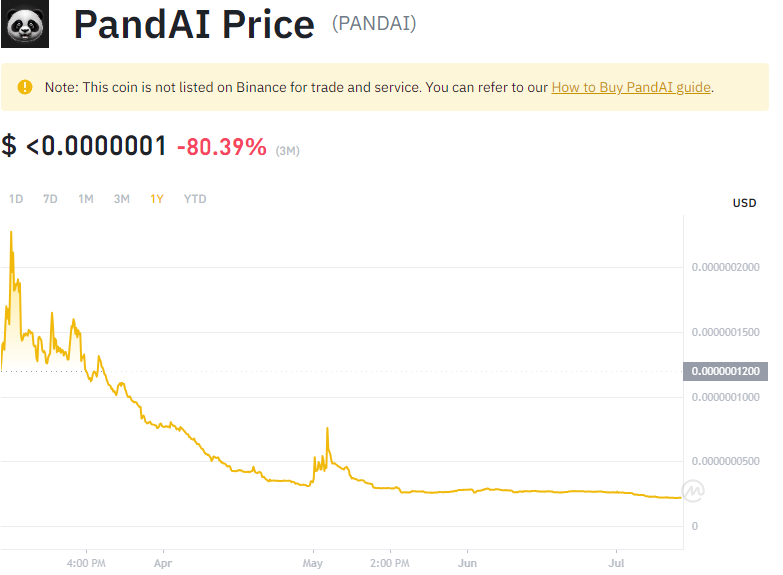 PandAI Price (PANDAI)
Note: This coin is not listed on Binance for trade and service. You can refer to our How to Buy PandAI guide.
$ <0.0000001 -80.39% (3M)
1D 7D 1M 3M 1Y YTD
USD
0.0000002000
0.0000001500
0.0000001200
0.0000001000
0.0000000500
0
4:00 PM Apr May 2:00 PM Jun Jul